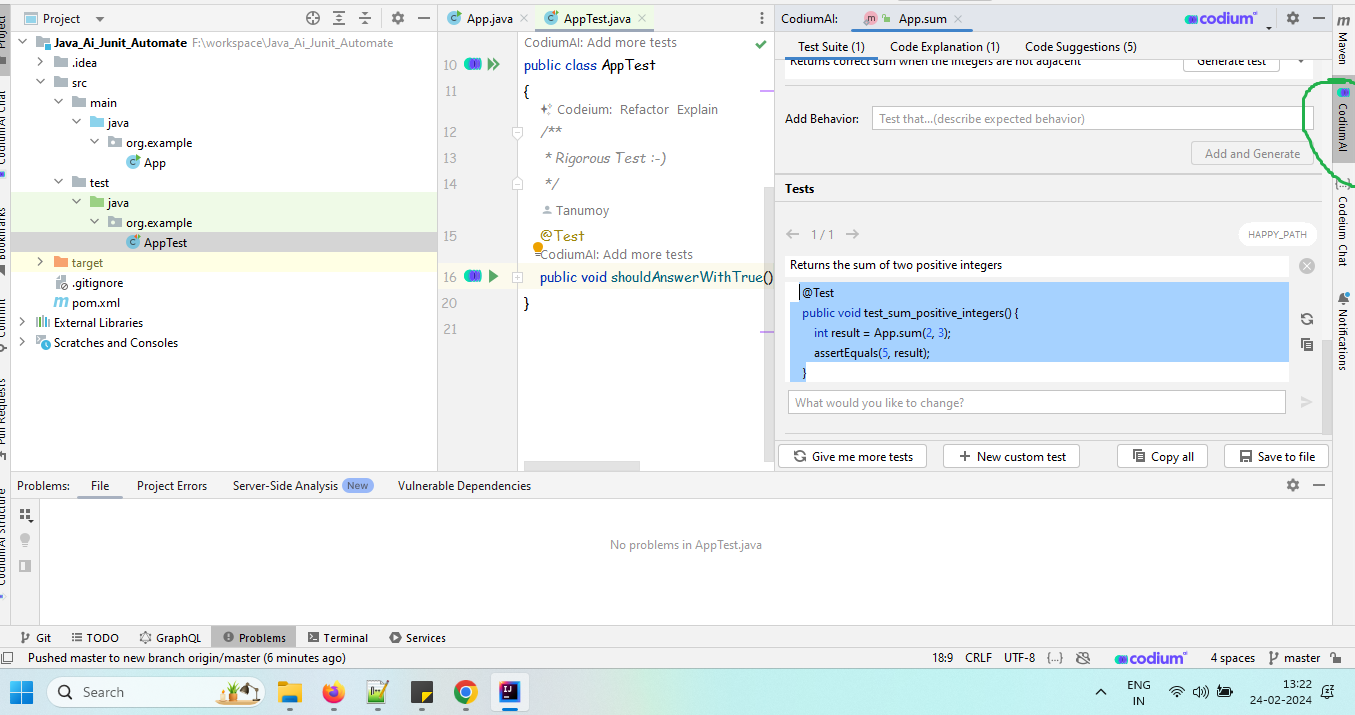 Project
App.java
AppTest.java
CodiumAI:
App.sum
codium
Java_Ai_Junit_Automate F:\workspace\Java_Ai_Junit_Automate
.idea
src
main
java
org.example
App
test
java
org.example
AppTest
target
.gitignore
pom.xml
External Libraries
Scratches and Consoles
CodiumAI: Add more tests
10 public class AppTest
11 {
Codeium: Refactor Explain
12 /**
13 * Rigorous Test :-)
14 */
Tanumoy
15 @Test
CodiumAI: Add more tests
16 public void shouldAnswerWithTrue()
20 }
21
Test Suite (1) Code Explanation (1) Code Suggestions (5)
Returns correct sum when the integers are not adjacent
Generate test
Add Behavior: Test that...(describe expected behavior)
Add and Generate
Tests
1 / 1
HAPPY_PATH
Returns the sum of two positive integers
@Test
public void test_sum_positive_integers() {
int result = App.sum(2, 3);
assertEquals(5, result);
}
What would you like to change?
Give me more tests
New custom test
Copy all
Save to file
Maven
CodiumAI
Codeium Chat
Notifications
CodiumAI Chat
Bookmarks
Commit
Pull Requests
CodiumAI Structure
Problems: File Project Errors Server-Side Analysis New Vulnerable Dependencies
No problems in AppTest.java
Git TODO GraphQL Problems Terminal Services
Pushed master to new branch origin/master (6 minutes ago)
18:9 CRLF UTF-8 {...} codium 4 spaces master
Search
ENG
IN
13:22
24-02-2024